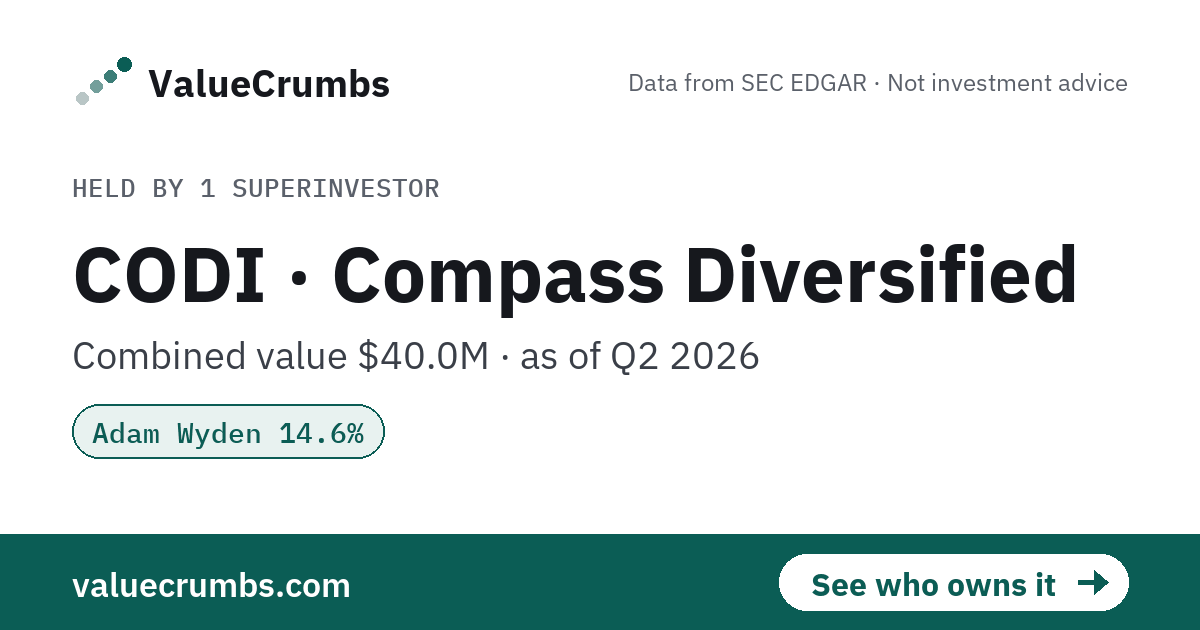 ValueCrumbs
Data from SEC EDGAR · Not investment advice
HELD BY 1 SUPERINVESTOR
CODI · Compass Diversified
Combined value $40.0M · as of Q2 2026
Adam Wyden 14.6%
valuecrumbs.com
See who owns it →